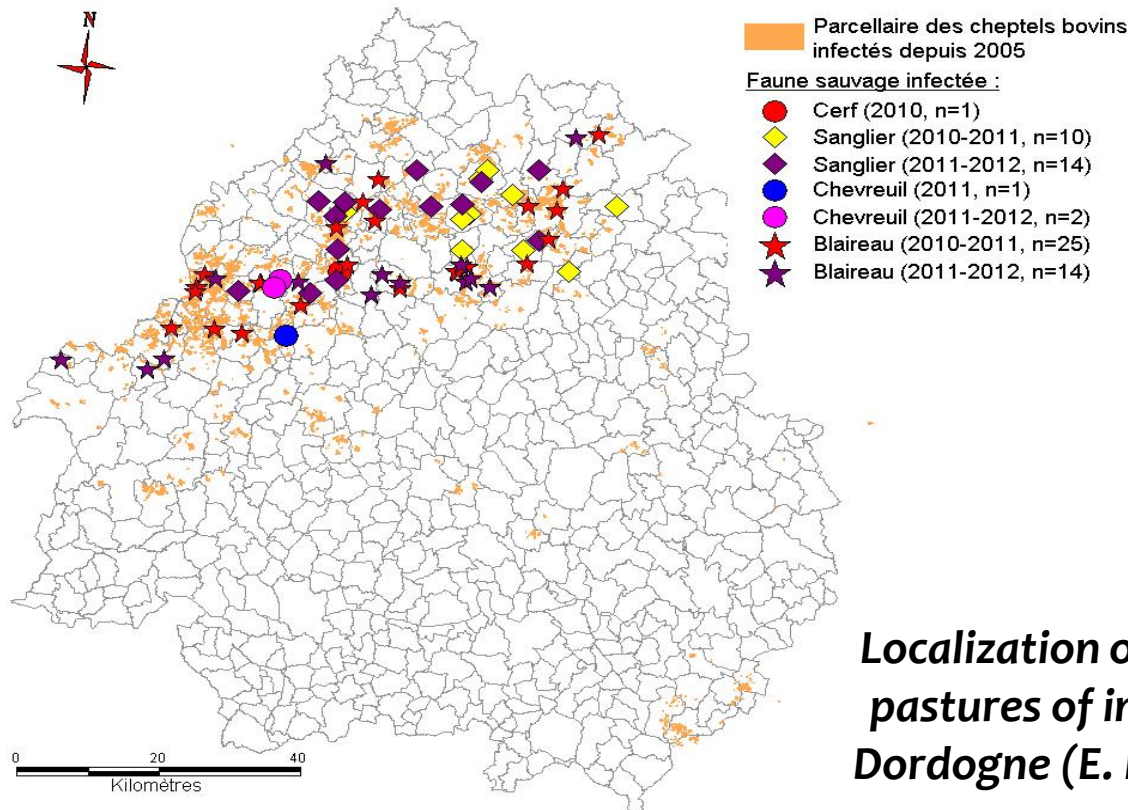 N
Parcellaire des cheptels bovins
infectés depuis 2005
Faune sauvage infectée :
Cerf (2010, n=1)
Sanglier (2010-2011, n=10)
Sanglier (2011-2012, n=14)
Chevreuil (2011, n=1)
Chevreuil (2011-2012, n=2)
Blaireau (2010-2011, n=25)
Blaireau (2011-2012, n=14)
Localization o
pastures of in
Dordogne (E.
0 20 40
Kilomètres